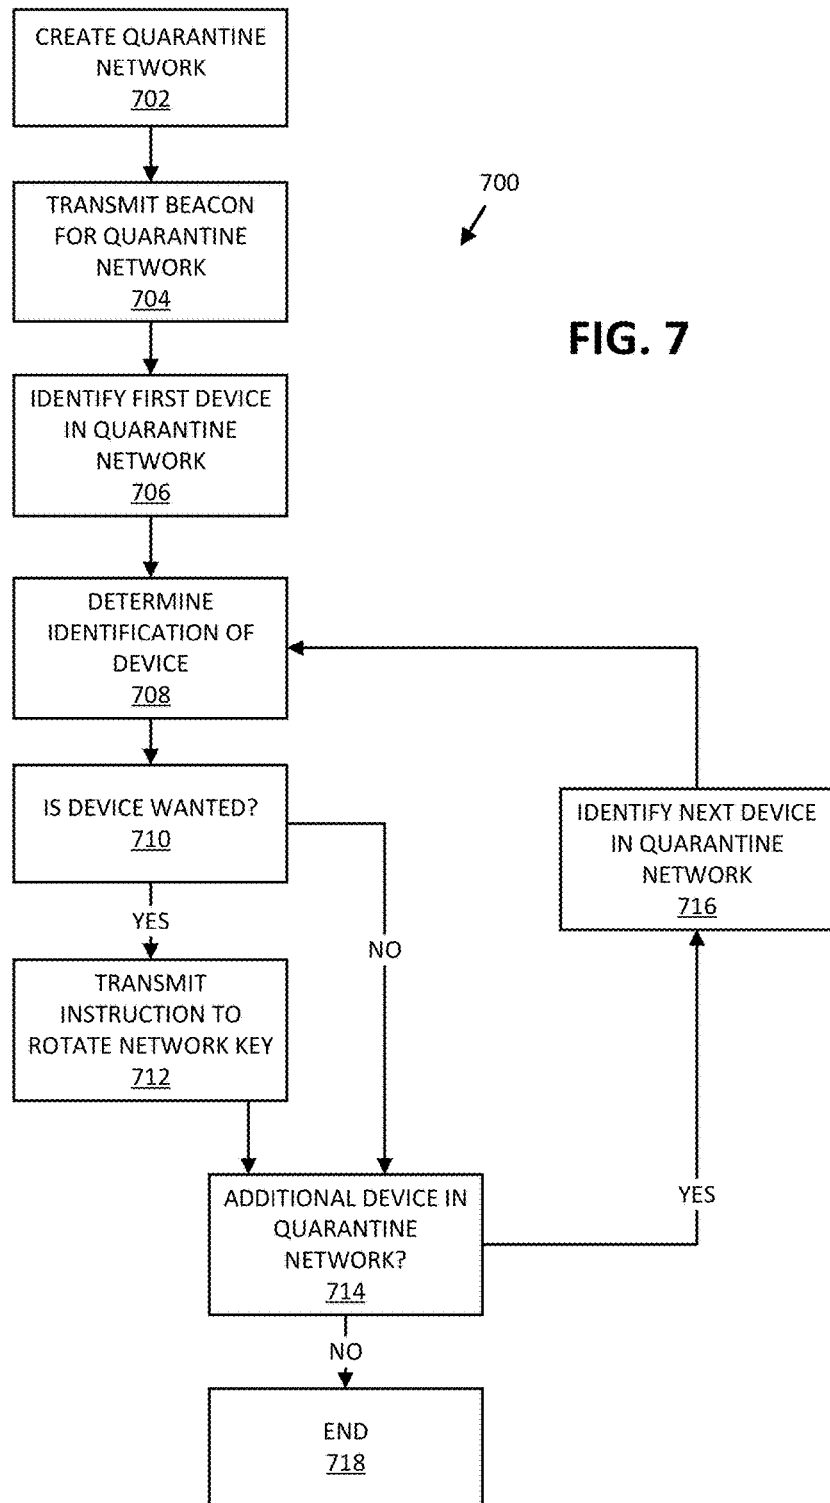 CREATE QUARANTINE
NETWORK
702
TRANSMIT BEACON
FOR QUARANTINE
NETWORK
704
700
FIG. 7
IDENTIFY FIRST DEVICE
IN QUARANTINE
NETWORK
706
DETERMINE
IDENTIFICATION OF
DEVICE
708
IS DEVICE WANTED?
710
IDENTIFY NEXT DEVICE
IN QUARANTINE
NETWORK
716
YES
NO
TRANSMIT
INSTRUCTION TO
ROTATE NETWORK KEY
712
YES
ADDITIONAL DEVICE IN
QUARANTINE
NETWORK?
714
NO
END
718